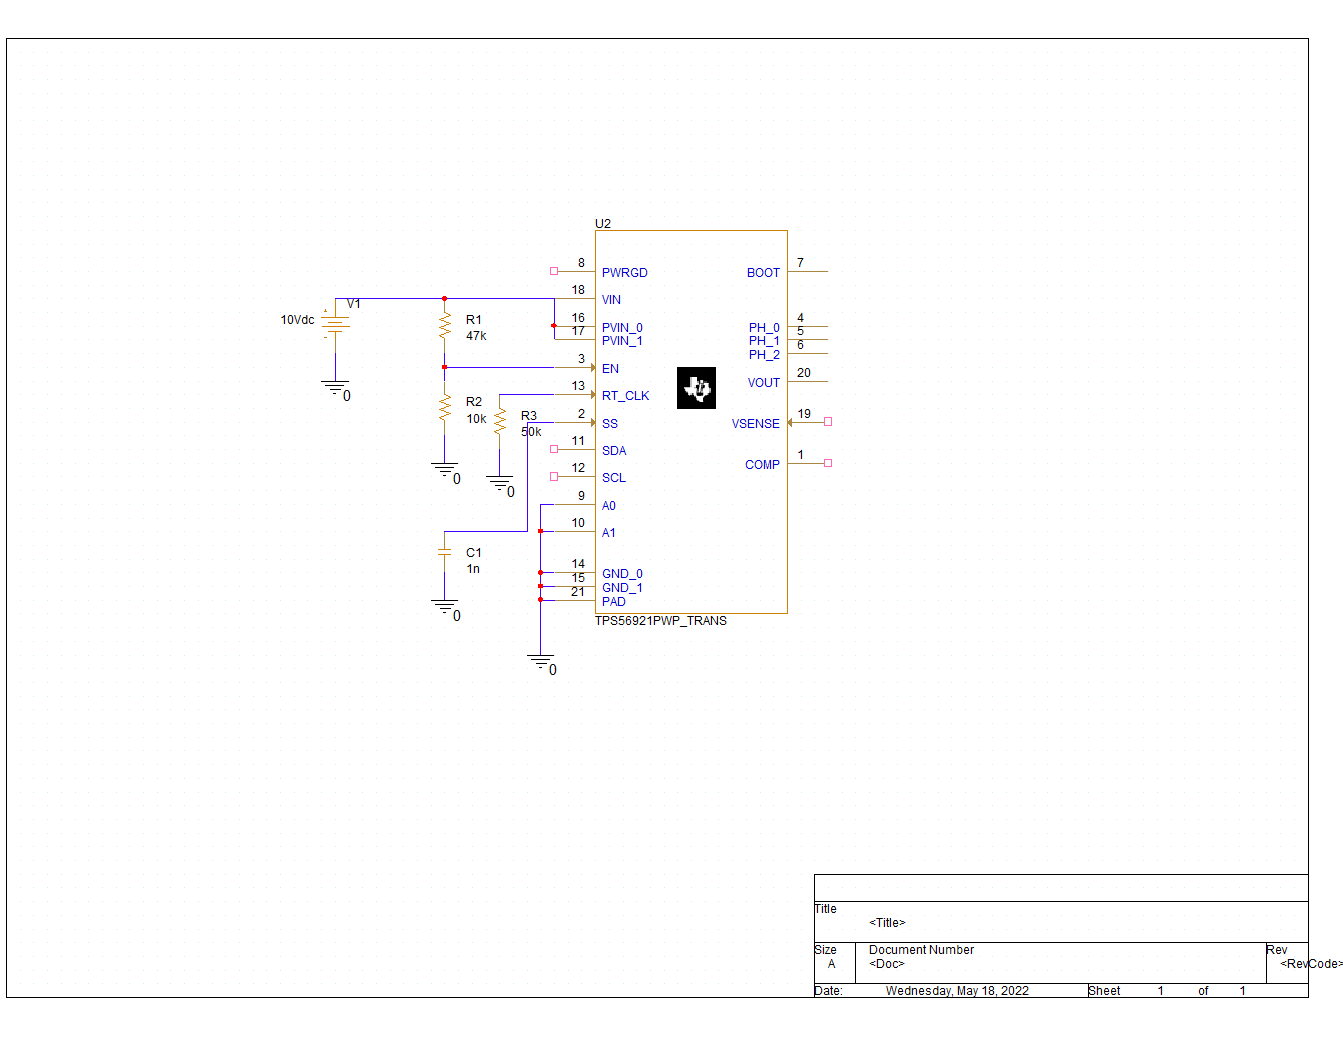 U2
8 PWRGD
BOOT 7
V1
18 VIN
10Vdc
R1
47k
16 PVIN_0
17 PVIN_1
PH_0 4
PH_1 5
PH_2 6
3 EN
VOUT 20
0
13 RT_CLK
R2
10k
R3
50k
2 SS
VSENSE 19
11 SDA
COMP 1
12 SCL
0
0
9 A0
10 A1
C1
1n
14 GND_0
15 GND_1
21 PAD
0
TPS56921PWP_TRANS
0
Title
<Title>
Size
A
Document Number
<Doc>
Rev
<RevCode>
Date: Wednesday, May 18, 2022
Sheet 1 of 1